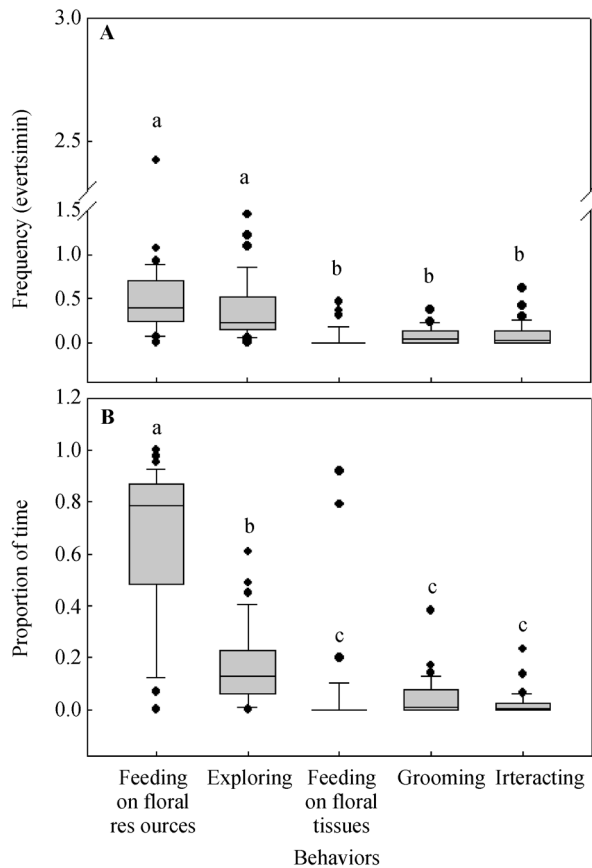 3.0
A
a
2.5
a
1.5
b
b
b
1.0
0.5
0.0
Frequency (evertsimin)
1.2
B
a
1.0
0.8
b
0.6
c
c
0.4
c
0.2
0.0
Proportion of time
Feeding
on floral
res ources
Exploring
Feeding
on floral
tissues
Grooming
Irteracting
Behaviors